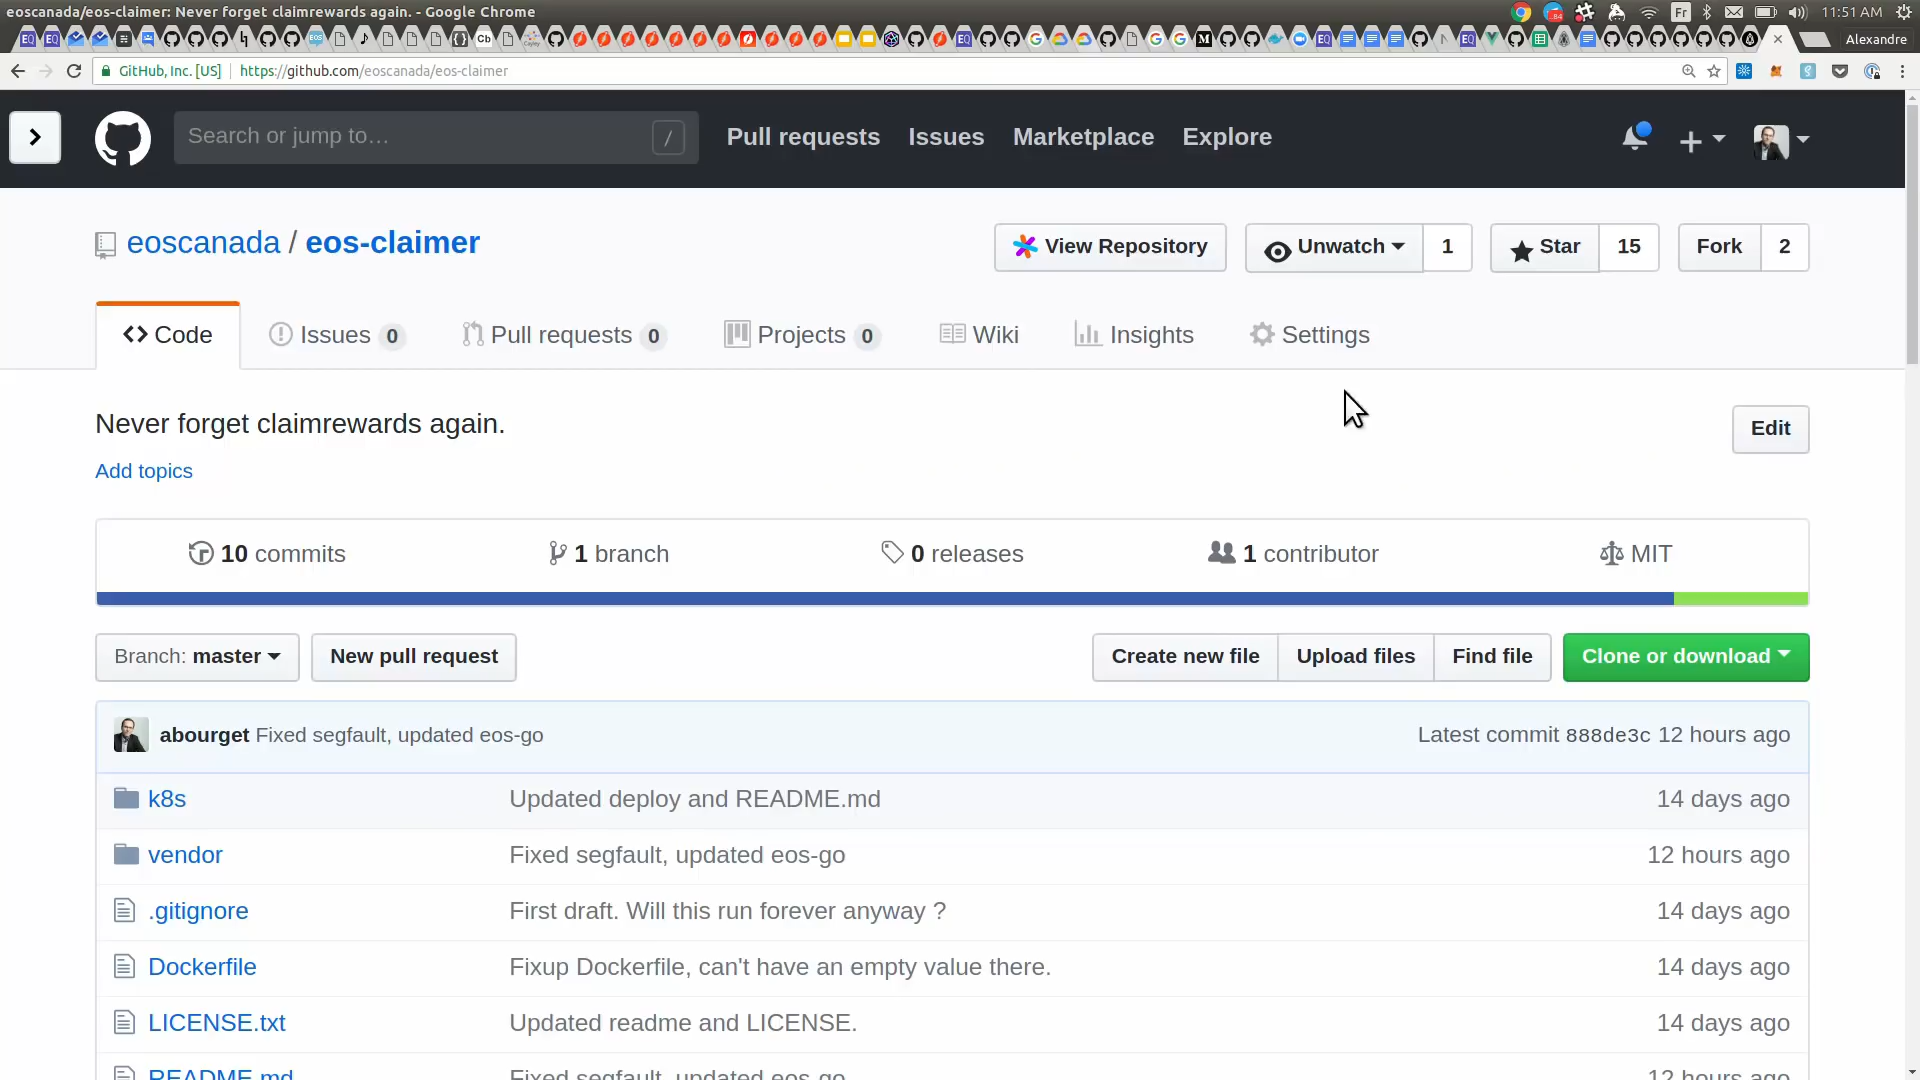 eoscanada/eos-claimer: Never forget claimrewards again. - Google Chrome
Fr
11:51 AM
Alexandre
GitHub, Inc. [US]
https://github.com/eoscanada/eos-claimer
Search or jump to…
/
Pull requests
Issues
Marketplace
Explore
eoscanada / eos-claimer
View Repository
Unwatch
1
Star
15
Fork
2
Code
Issues 0
Pull requests 0
Projects 0
Wiki
Insights
Settings
Never forget claimrewards again.
Edit
Add topics
10 commits
1 branch
0 releases
1 contributor
MIT
Branch: master
New pull request
Create new file
Upload files
Find file
Clone or download
abourget Fixed segfault, updated eos-go
Latest commit 888de3c 12 hours ago
k8s
Updated deploy and README.md
14 days ago
vendor
Fixed segfault, updated eos-go
12 hours ago
.gitignore
First draft. Will this run forever anyway ?
14 days ago
Dockerfile
Fixup Dockerfile, can't have an empty value there.
14 days ago
LICENSE.txt
Updated readme and LICENSE.
14 days ago
README.md
Fixed segfault, updated eos-go
12 hours ago